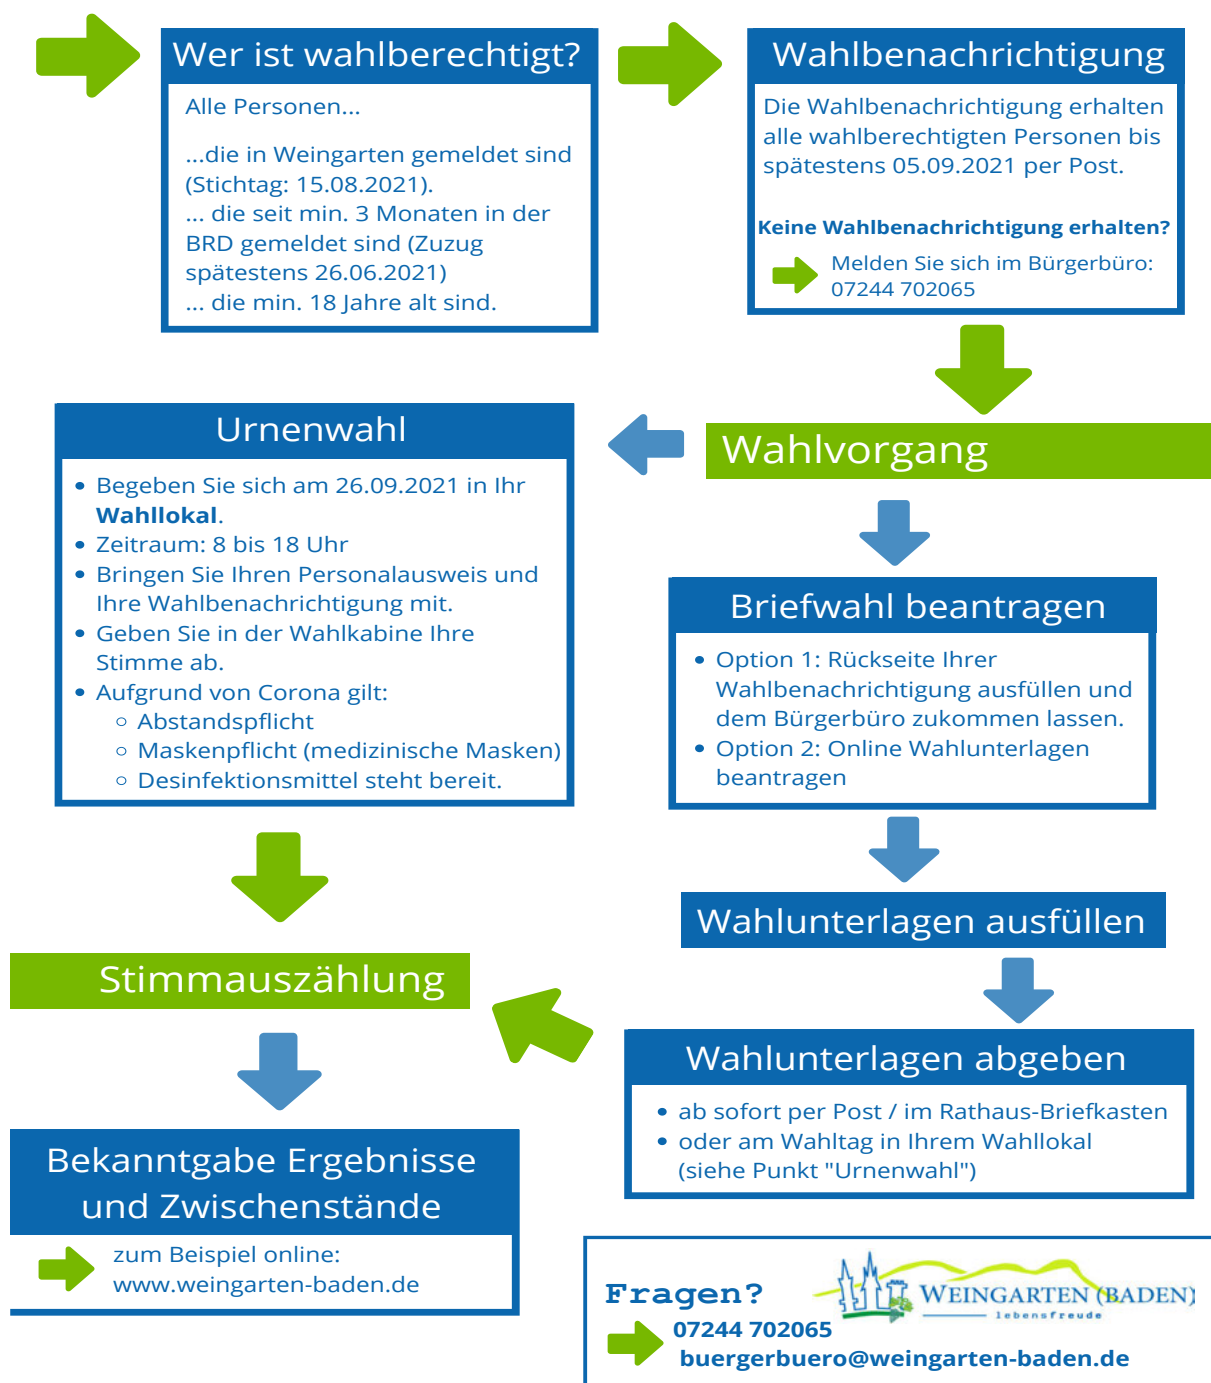 Wer ist wahlberechtigt?
Alle Personen...
...die in Weingarten gemeldet sind
(Stichtag: 15.08.2021).
... die seit min. 3 Monaten in der
BRD gemeldet sind (Zuzug
spätestens 26.06.2021)
... die min. 18 Jahre alt sind.
Wahlbenachrichtigung
Die Wahlbenachrichtigung erhalten
alle wahlberechtigten Personen bis
spätestens 05.09.2021 per Post.
Keine Wahlbenachrichtigung erhalten?
Melden Sie sich im Bürgerbüro:
07244 702065
Wahlvorgang
Urnenwahl
• Begeben Sie sich am 26.09.2021 in Ihr
Wahllokal.
• Zeitraum: 8 bis 18 Uhr
• Bringen Sie Ihren Personalausweis und
Ihre Wahlbenachrichtigung mit.
• Geben Sie in der Wahlkabine Ihre
Stimme ab.
• Aufgrund von Corona gilt:
◦ Abstandspflicht
◦ Maskenpflicht (medizinische Masken)
◦ Desinfektionsmittel steht bereit.
Briefwahl beantragen
• Option 1: Rückseite Ihrer
Wahlbenachrichtigung ausfüllen und
dem Bürgerbüro zukommen lassen.
• Option 2: Online Wahlunterlagen
beantragen
Wahlunterlagen ausfüllen
Wahlunterlagen abgeben
• ab sofort per Post / im Rathaus-Briefkasten
• oder am Wahltag in Ihrem Wahllokal
(siehe Punkt "Urnenwahl")
Stimmauszählung
Bekanntgabe Ergebnisse
und Zwischenstände
zum Beispiel online:
www.weingarten-baden.de
Fragen?
07244 702065
buergerbuero@weingarten-baden.de
WEINGARTEN (BADEN)
lebensfreude